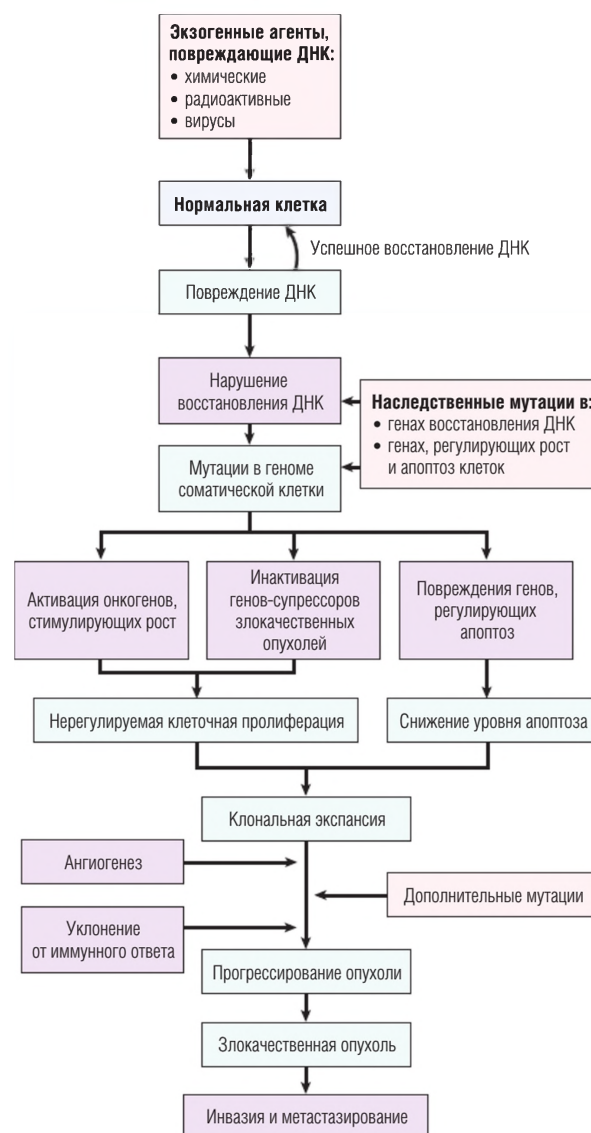 Экзогенные агенты,
повреждающие ДНК:
• химические
• радиоактивные
• вирусы
Нормальная клетка
Успешное восстановление ДНК
Повреждение ДНК
Нарушение
восстановления ДНК
Наследственные мутации в:
• генах восстановления ДНК
• генах, регулирующих рост
и апоптоз клеток
Мутации в геноме
соматической клетки
Активация онкогенов,
стимулирующих рост
Инактивация
генов-супрессоров
злокачественных
опухолей
Повреждения генов,
регулирующих
апоптоз
Нерегулируемая клеточная пролиферация
Снижение уровня апоптоза
Клональная экспансия
Ангиогенез
Дополнительные мутации
Уклонение
от иммунного ответа
Прогрессирование опухоли
Злокачественная опухоль
Инвазия и метастазирование